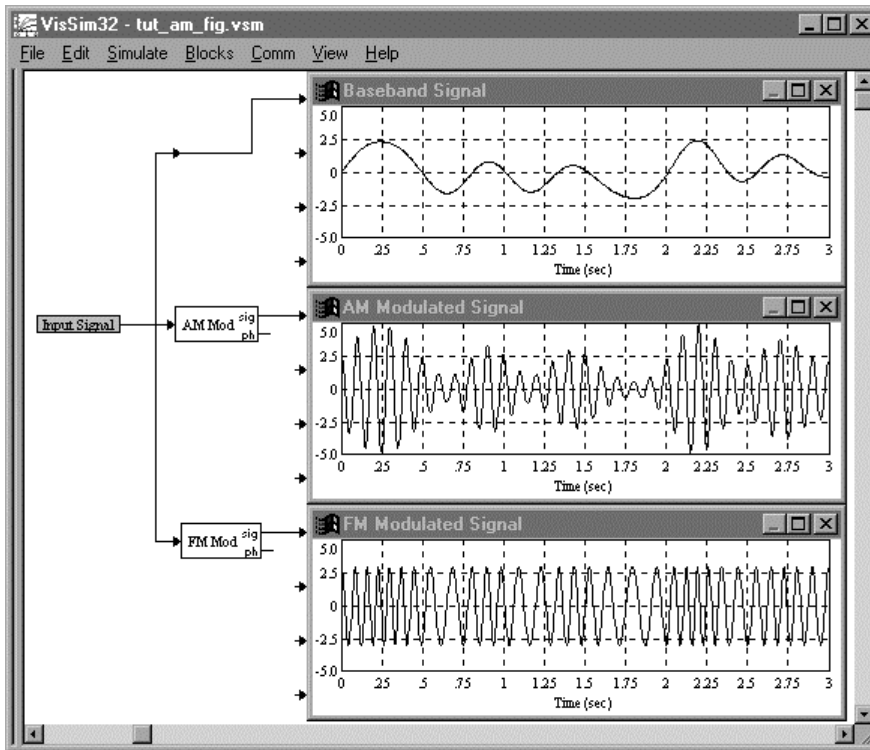 VisSim32 - tut_am_fig.vsm
File Edit Simulate Blocks Comm View Help
Baseband Signal
5.0
2.5
0
-2.5
-5.0
0 .25 .5 .75 1 1.25 1.5 1.75 2 2.25 2.5 2.75 3
Time (sec)
Input Signal
AM Mod sig
ph
AM Modulated Signal
5.0
2.5
0
-2.5
-5.0
0 .25 .5 .75 1 1.25 1.5 1.75 2 2.25 2.5 2.75 3
Time (sec)
FM Mod sig
ph
FM Modulated Signal
5.0
2.5
0
-2.5
-5.0
0 .25 .5 .75 1 1.25 1.5 1.75 2 2.25 2.5 2.75 3
Time (sec)